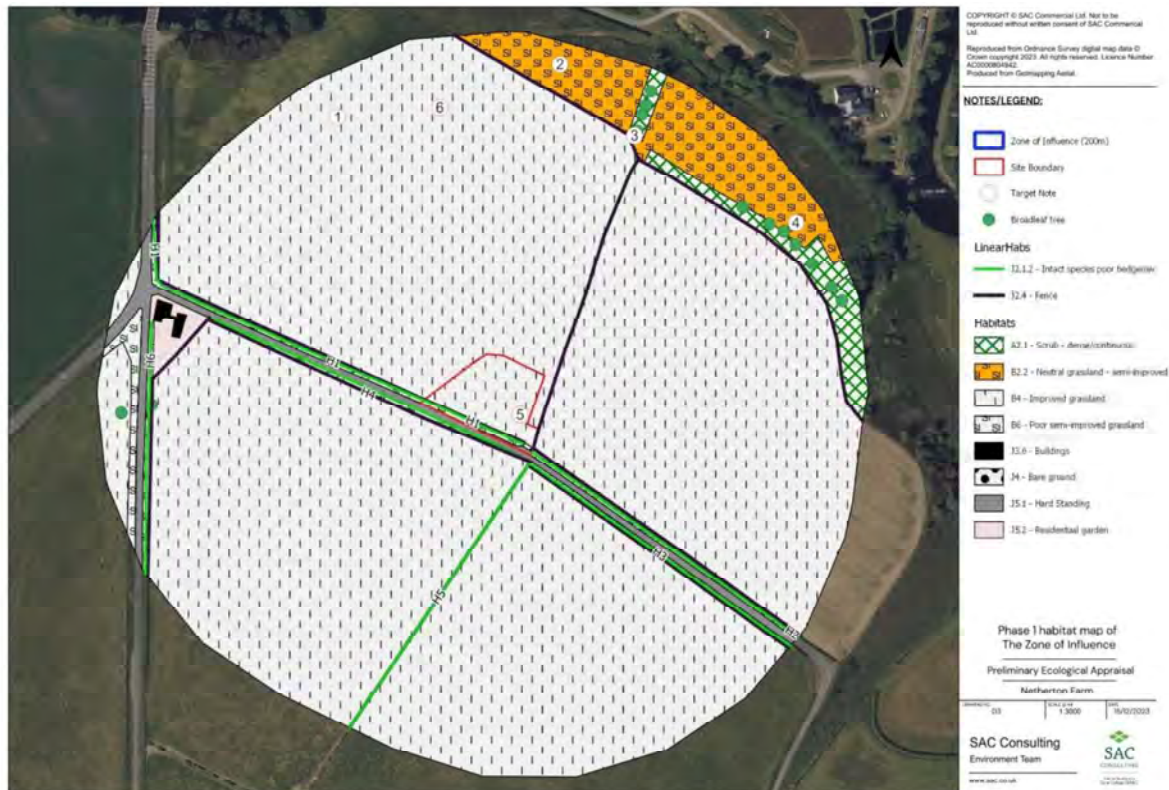 COPYRIGHT © SAC Commercial Ltd. Not to be
reproduced without written consent of SAC Commercial
Ltd.
Reproduced from Ordnance Survey digital map data ©
Crown copyright 2023. All rights reserved. Licence Number
AC0000804942.
Produced from Getmapping Aerial.
NOTES/LEGEND:
Zone of Influence (200m)
Site Boundary
Target Note
Broadleaf tree
LinearHabs
J2.1.2 - Intact species poor hedgerow
J2.4 - Fence
Habitats
A2.1 - Scrub - dense/continuous
B2.2 - Neutral grassland - semi-improved
B4 - Improved grassland
B6 - Poor semi-improved grassland
J3.6 - Buildings
J4 - Bare ground
J5.1 - Hard Standing
J5.2 - Residential garden
Phase 1 habitat map of
The Zone of Influence
Preliminary Ecological Appraisal
Netherton Farm
03
1:3000
15/12/2023
SAC Consulting
Environment Team
SAC
CONSULTING
www.sac.co.uk
1
2
3
4
5
6
H1
H4
H1
H3
H2
H5
H6